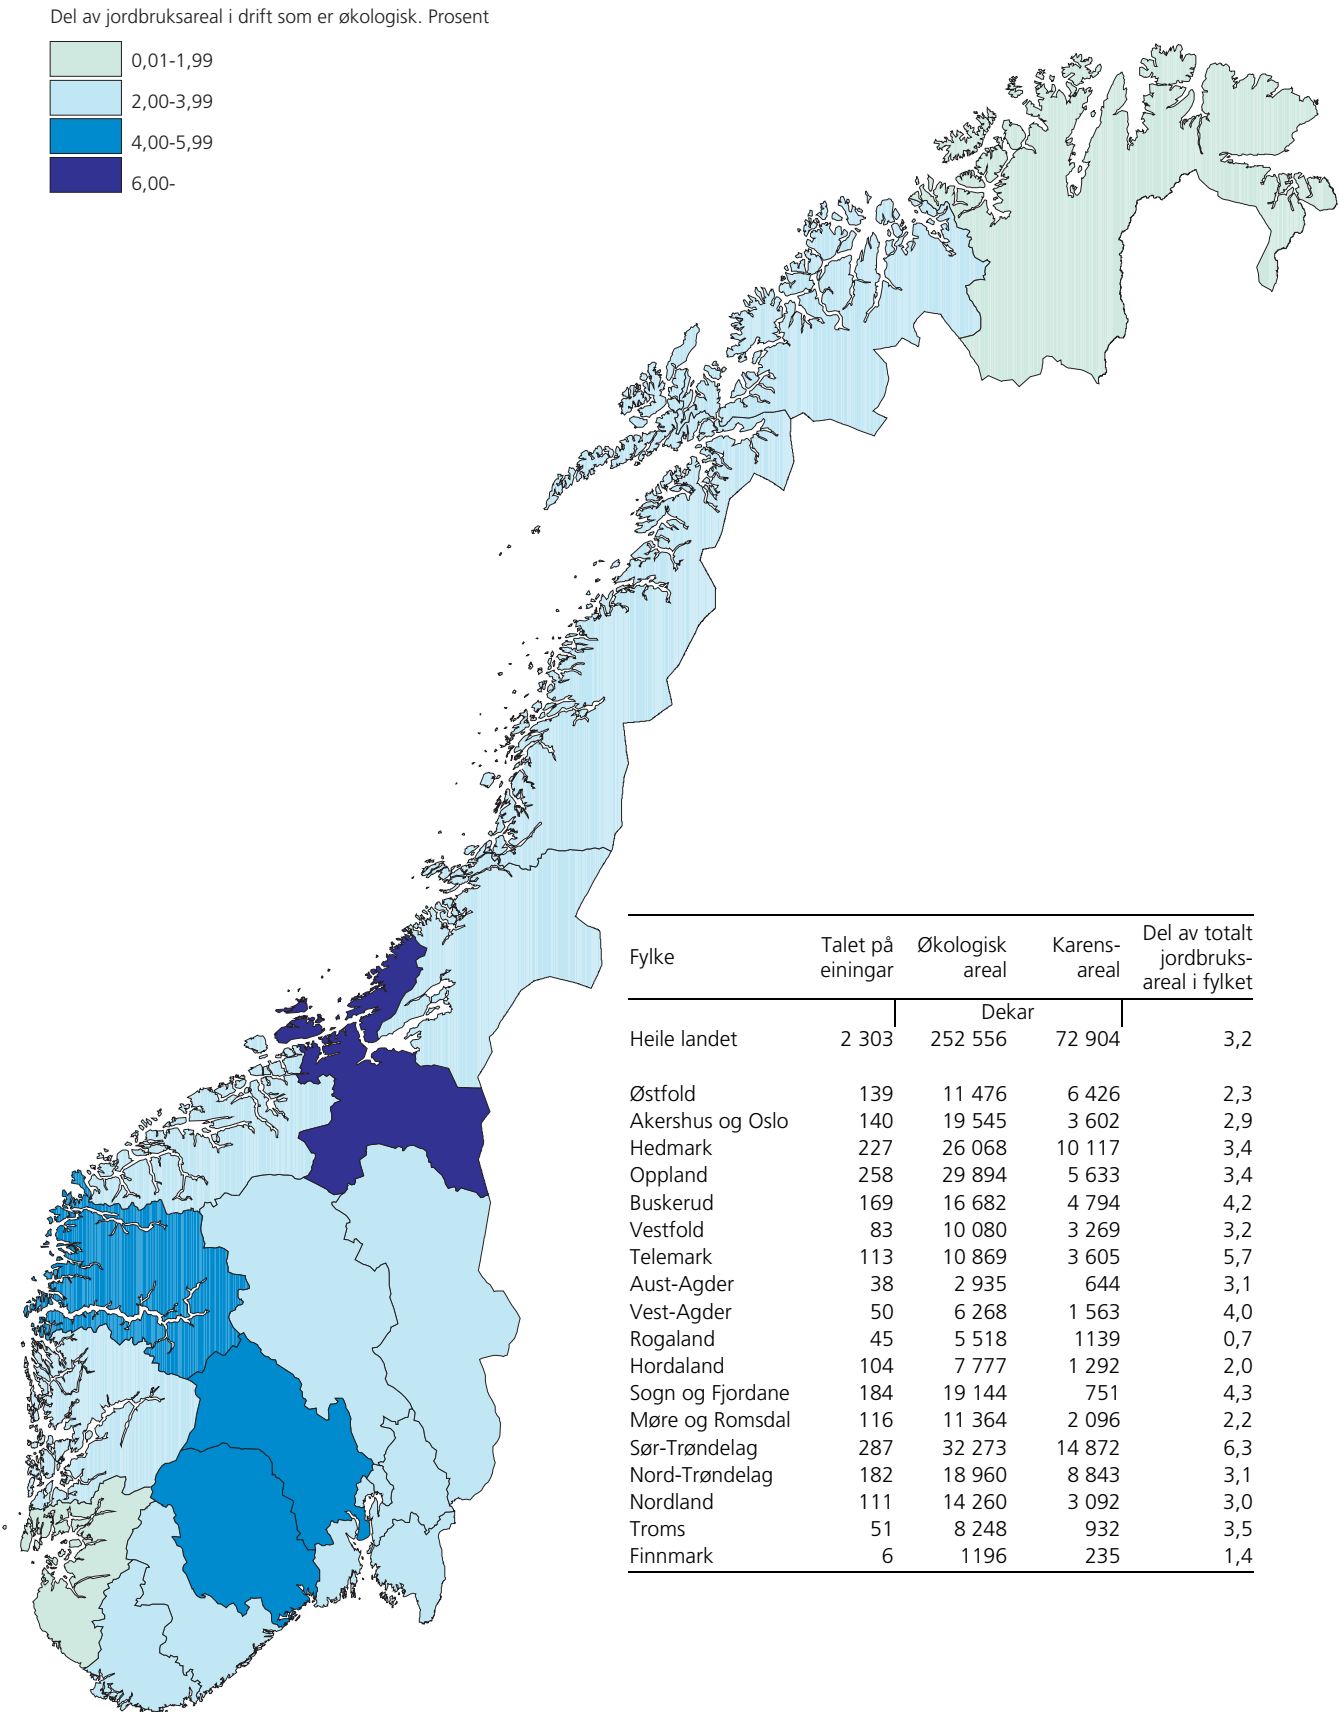 Del av jordbruksareal i drift som er økologisk. Prosent
0,01-1,99
2,00-3,99
4,00-5,99
6,00-
Fylke Talet på einingar Økologisk areal Karens- areal Del av totalt jordbruks- areal i fylket
Dekar
Heile landet 2 303 252 556 72 904 3,2
Østfold 139 11 476 6 426 2,3
Akershus og Oslo 140 19 545 3 602 2,9
Hedmark 227 26 068 10 117 3,4
Oppland 258 29 894 5 633 3,4
Buskerud 169 16 682 4 794 4,2
Vestfold 83 10 080 3 269 3,2
Telemark 113 10 869 3 605 5,7
Aust-Agder 38 2 935 644 3,1
Vest-Agder 50 6 268 1 563 4,0
Rogaland 45 5 518 1139 0,7
Hordaland 104 7 777 1 292 2,0
Sogn og Fjordane 184 19 144 751 4,3
Møre og Romsdal 116 11 364 2 096 2,2
Sør-Trøndelag 287 32 273 14 872 6,3
Nord-Trøndelag 182 18 960 8 843 3,1
Nordland 111 14 260 3 092 3,0
Troms 51 8 248 932 3,5
Finnmark 6 1196 235 1,4